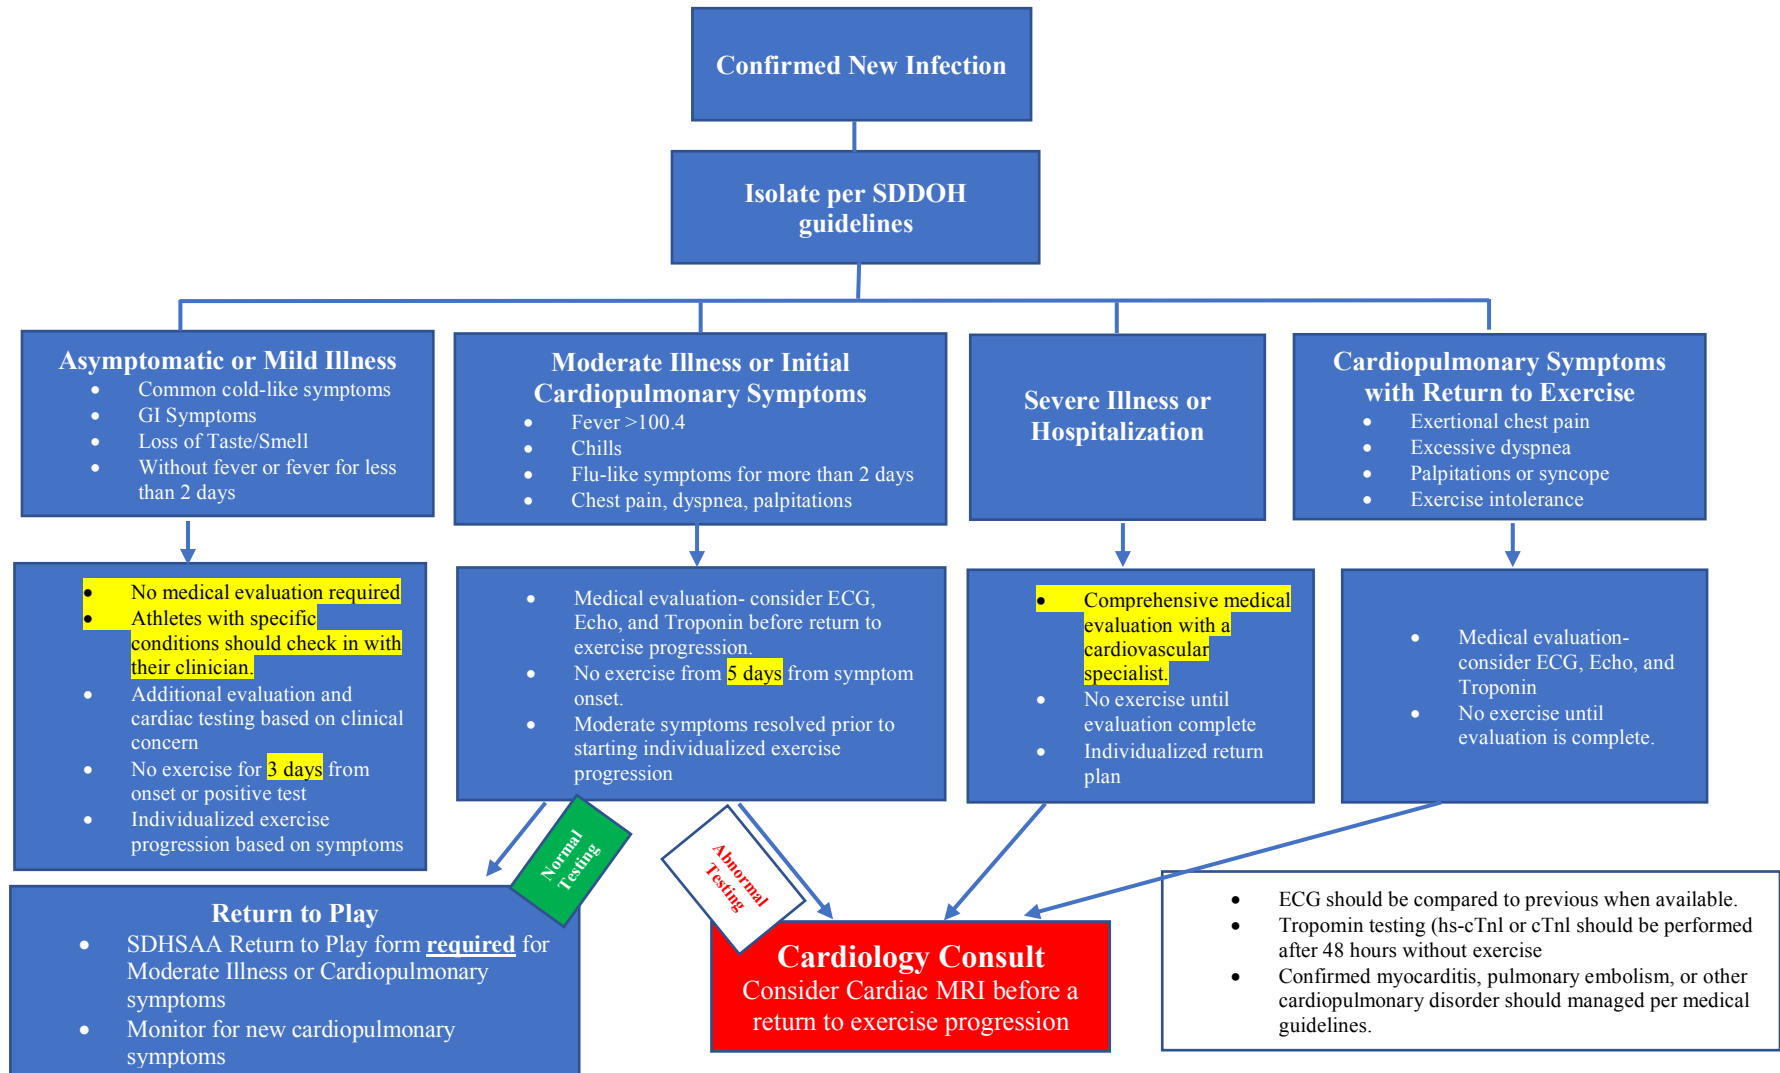 Confirmed New Infection
Isolate per SDDOH
guidelines
Asymptomatic or Mild Illness
• Common cold-like symptoms
• GI Symptoms
• Loss of Taste/Smell
• Without fever or fever for less
than 2 days
Moderate Illness or Initial
Cardiopulmonary Symptoms
• Fever >100.4
• Chills
• Flu-like symptoms for more than 2 days
• Chest pain, dyspnea, palpitations
Severe Illness or
Hospitalization
Cardiopulmonary Symptoms
with Return to Exercise
• Exertional chest pain
• Excessive dyspnea
• Palpitations or syncope
• Exercise intolerance
• No medical evaluation required
• Athletes with specific
conditions should check in with
their clinician.
• Additional evaluation and
cardiac testing based on clinical
concern
• No exercise for 3 days from
onset or positive test
• Individualized exercise
progression based on symptoms
• Medical evaluation- consider ECG,
Echo, and Troponin before return to
exercise progression.
• No exercise from 5 days from symptom
onset.
• Moderate symptoms resolved prior to
starting individualized exercise
progression
• Comprehensive medical
evaluation with a
cardiovascular
specialist.
• No exercise until
evaluation complete
• Individualized return
plan
• Medical evaluation-
consider ECG, Echo, and
Troponin
• No exercise until
evaluation is complete.
Normal
Testing
Abnormal
Testing
Return to Play
• SDHSAA Return to Play form required for
Moderate Illness or Cardiopulmonary
symptoms
• Monitor for new cardiopulmonary
symptoms
Cardiology Consult
Consider Cardiac MRI before a
return to exercise progression
• ECG should be compared to previous when available.
• Tropomin testing (hs-cTnl or cTnl should be performed
after 48 hours without exercise
• Confirmed myocarditis, pulmonary embolism, or other
cardiopulmonary disorder should managed per medical
guidelines.